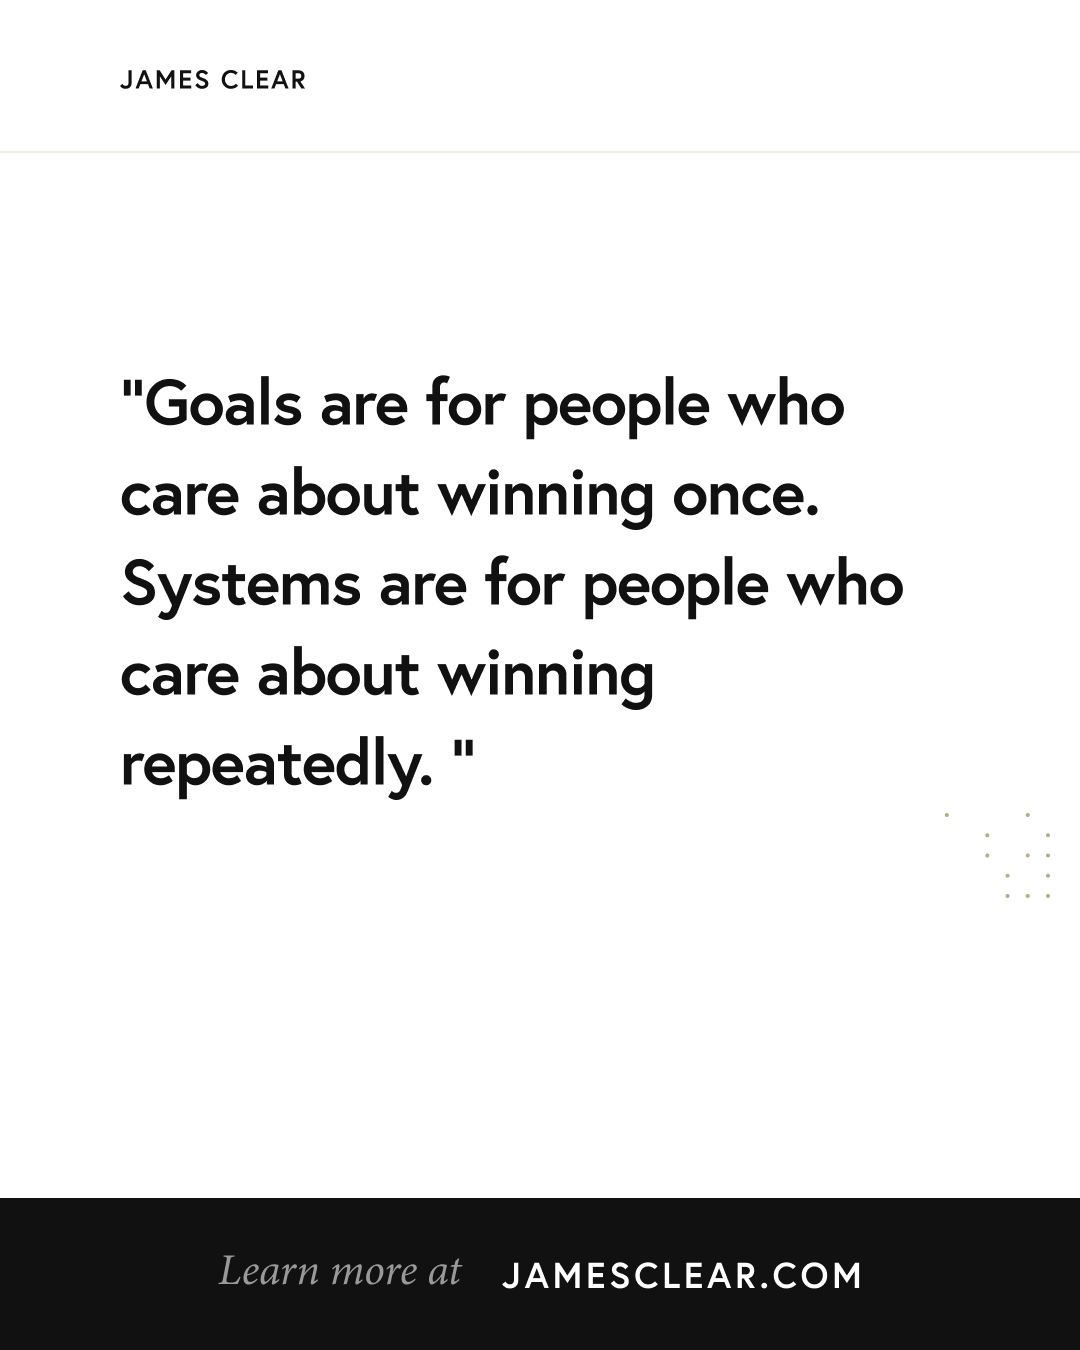 JAMES CLEAR
"Goals are for people who
care about winning once.
Systems are for people who
care about winning
repeatedly. "
Learn more at JAMESCLEAR.COM